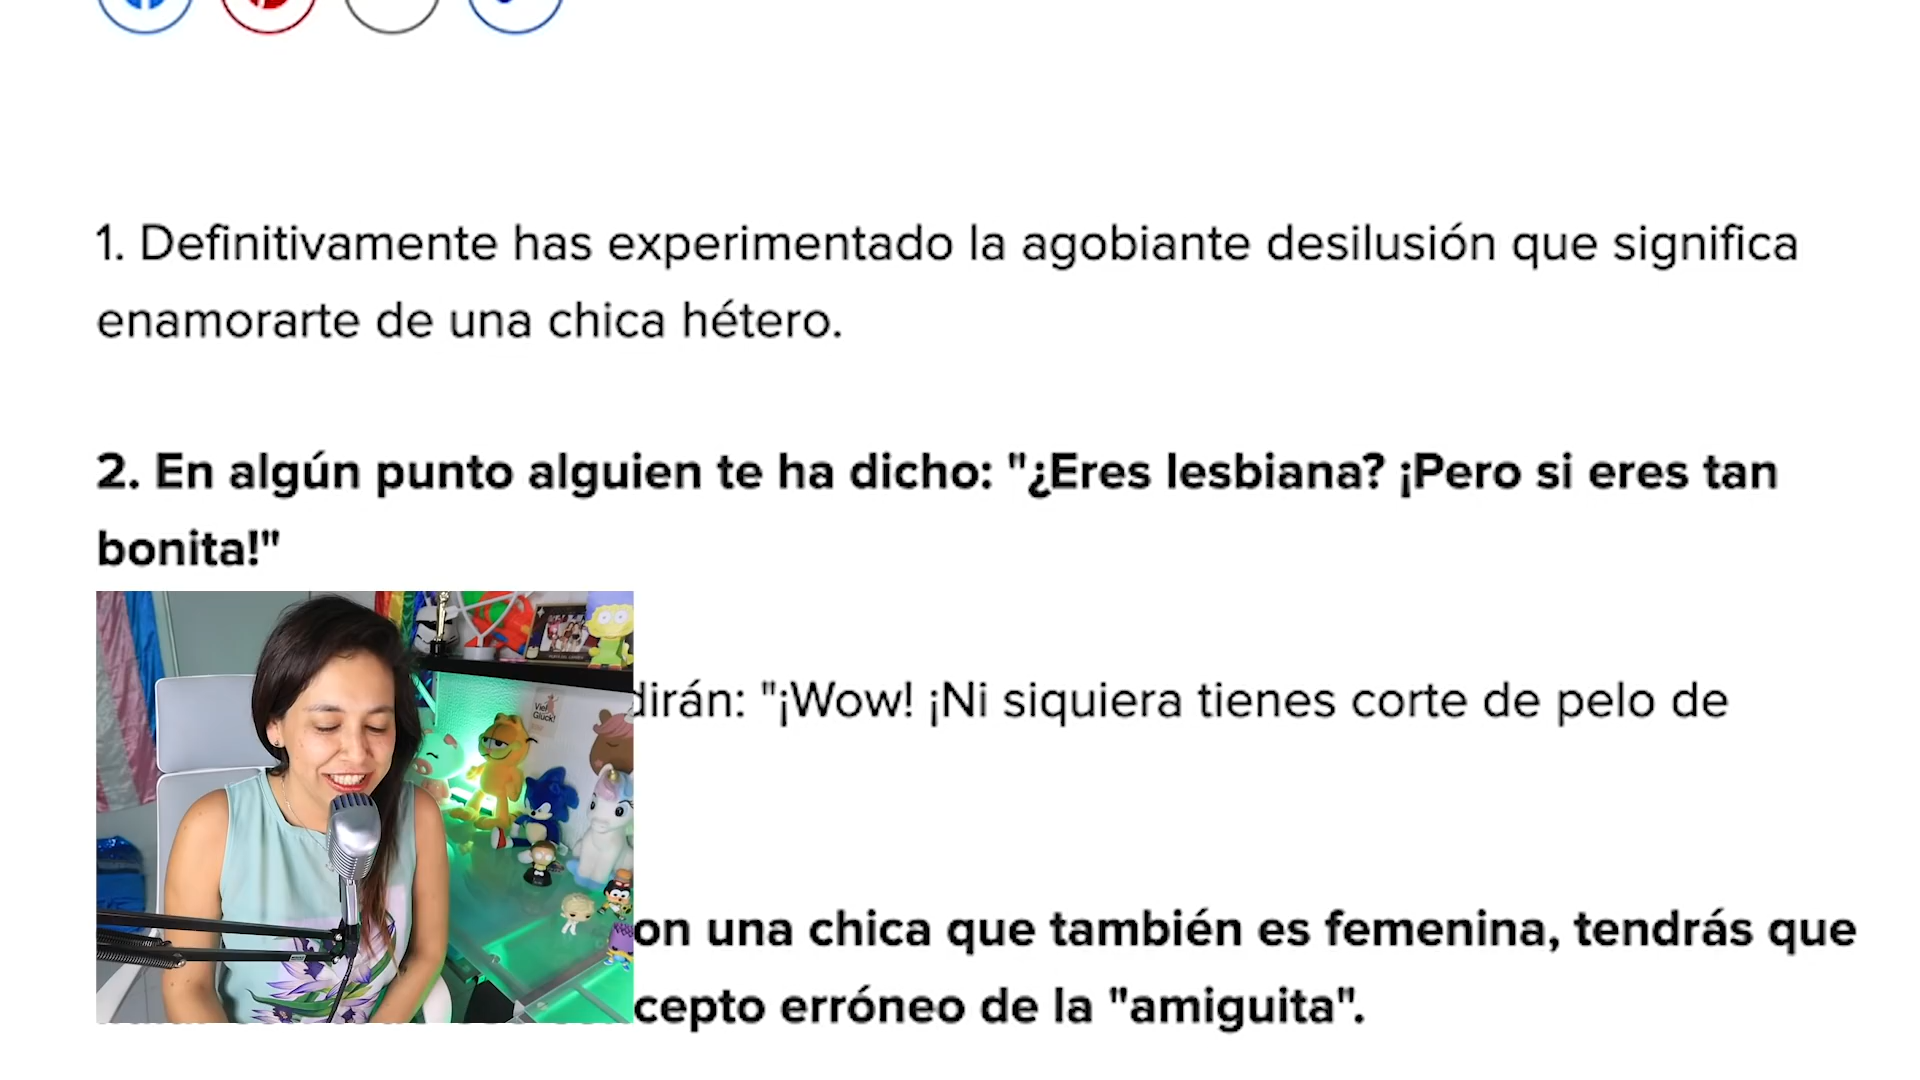 1. Definitivamente has experimentado la agobiante desilusión que significa
enamorarte de una chica hétero.
2. En algún punto alguien te ha dicho: "¿Eres lesbiana? ¡Pero si eres tan
bonita!"
dirán: "¡Wow! ¡Ni siquiera tienes corte de pelo de
Viel
Glück!
on una chica que también es femenina, tendrás que
cepto erróneo de la "amiguita".